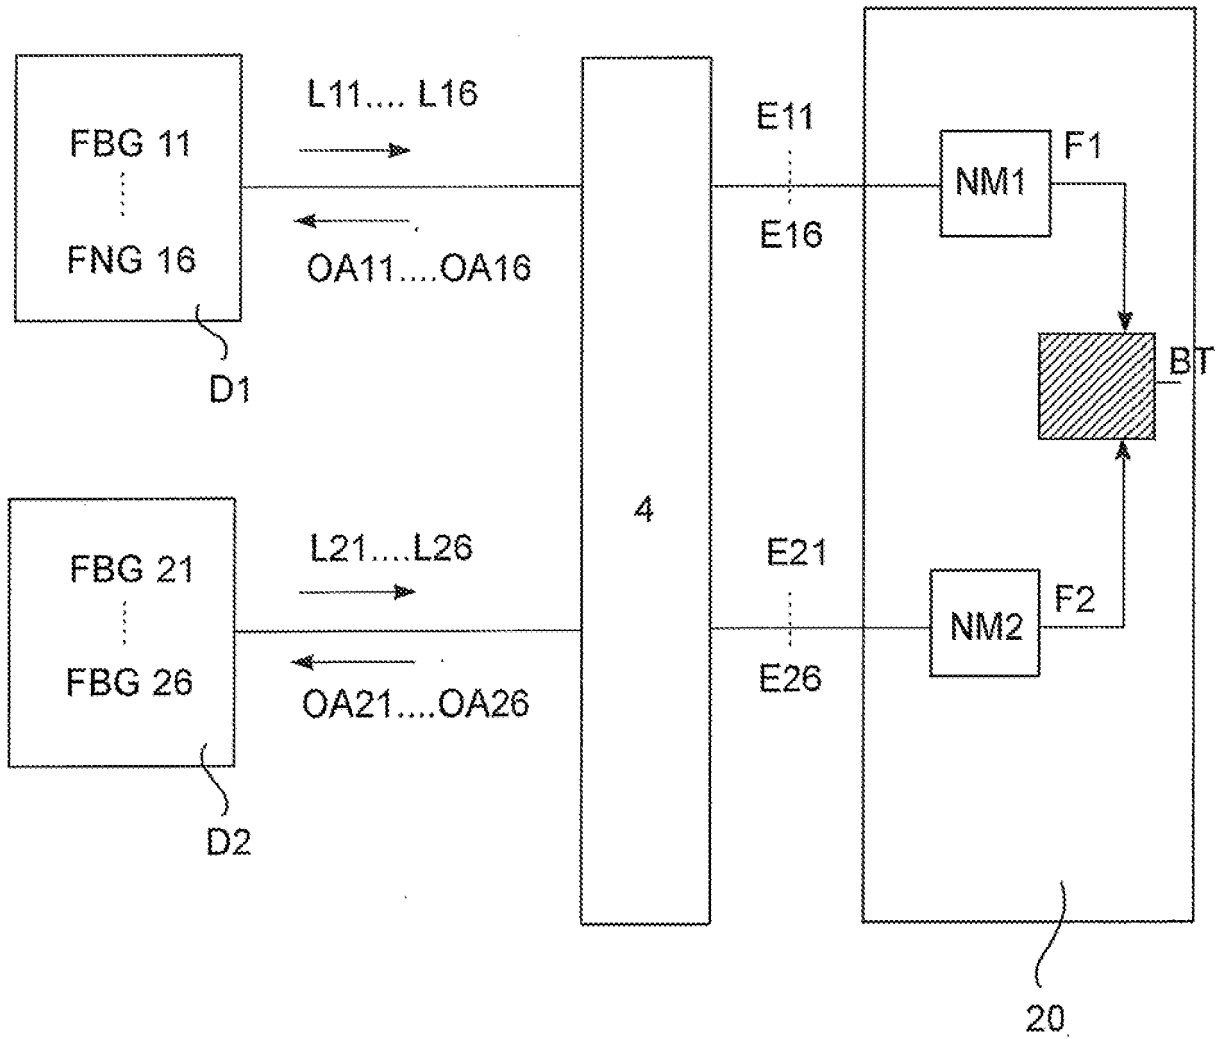 L11.... L16
FBG 11
E11
F1
NM1
E16
FNG 16
OA11....OA16
BT
D1
4
L21....L26
E21
FBG 21
F2
NM2
E26
FBG 26
OA21....OA26
D2
20